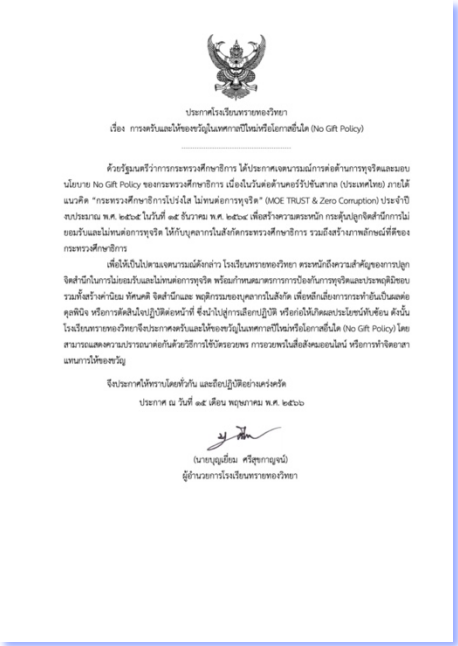 ประกาศโรงเรียนทรายทองวิทยา
เรื่อง การงดรับและให้ของขวัญในเทศกาลปีใหม่หรือโอกาสอื่นใด (No Gift Policy)
ด้วยรัฐมนตรีว่าการกระทรวงศึกษาธิการ ได้ประกาศเจตนารมณ์การต่อต้านการทุจริตและมอบ
นโยบาย No Gift Policy ของกระทรวงศึกษาธิการ เนื่องในวันต่อต้านคอร์รัปชันสากล (ประเทศไทย) ภายใต้
แนวคิด "กระทรวงศึกษาธิการโปร่งใส ไม่ทนต่อการทุจริต" (MOE TRUST & Zero Corruption) ประจำปี
งบประมาณ พ.ศ. ๒๕๖๕ ในวันที่ ๑๕ ธันวาคม พ.ศ. ๒๕๖๔ เพื่อสร้างความตระหนัก กระตุ้นปลูกจิตสำนึกการไม่
ยอมรับและไม่ทนต่อการทุจริต ให้กับบุคลากรในสังกัดกระทรวงศึกษาธิการ รวมถึงสร้างภาพลักษณ์ที่ดีของ
กระทรวงศึกษาธิการ
เพื่อให้เป็นไปตามเจตนารมณ์ดังกล่าว โรงเรียนทรายทองวิทยา ตระหนักถึงความสำคัญของการปลูก
จิตสำนึกในการไม่ยอมรับและไม่ทนต่อการทุจริต พร้อมกำหนดมาตรการการป้องกันการทุจริตและประพฤติมิชอบ
รวมทั้งสร้างค่านิยม ทัศนคติ จิตสำนึกและ พฤติกรรมของบุคลากรในสังกัด เพื่อหลีกเลี่ยงการกระทำอันเป็นผลต่อ
ดุลพินิจ หรือการตัดสินใจปฏิบัติต่อหน้าที่ ซึ่งนำไปสู่การเลือกปฏิบัติ หรือก่อให้เกิดผลประโยชน์ทับซ้อน ดังนั้น
โรงเรียนทรายทองวิทยาจึงประกาศงดรับและให้ของขวัญในเทศกาลปีใหม่หรือโอกาสอื่นใด (No Gift Policy) โดย
สามารถแสดงความปรารถนาต่อกันด้วยวิธีการใช้บัตรอวยพร การอวยพรในสื่อสังคมออนไลน์ หรือการทำจิตอาสา
แทนการให้ของขวัญ
จึงประกาศให้ทราบโดยทั่วกัน และถือปฏิบัติอย่างเคร่งครัด
ประกาศ ณ วันที่ ๑๕ เดือน พฤษภาคม พ.ศ. ๒๕๖๖
(นายบุญเยี่ยม ศรีสุขกาญจน์)
ผู้อำนวยการโรงเรียนทรายทองวิทยา